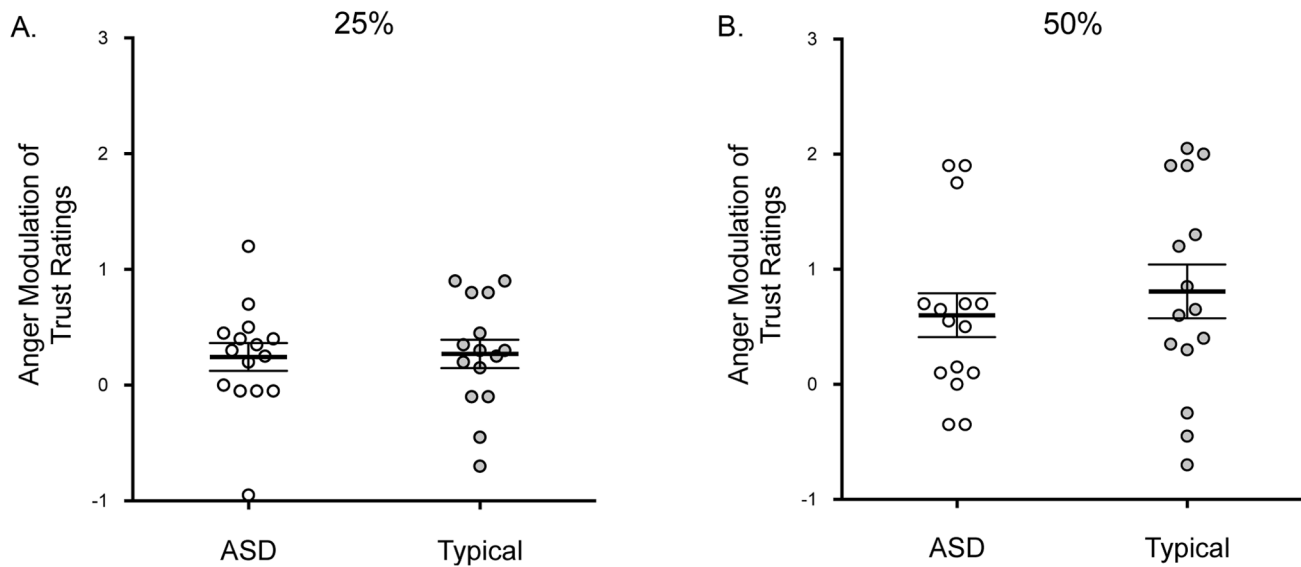 A.
25%
3
2
1
0
-1
Anger Modulation of
Trust Ratings
ASD
Typical
B.
50%
3
2
1
0
-1
Anger Modulation of
Trust Ratings
ASD
Typical